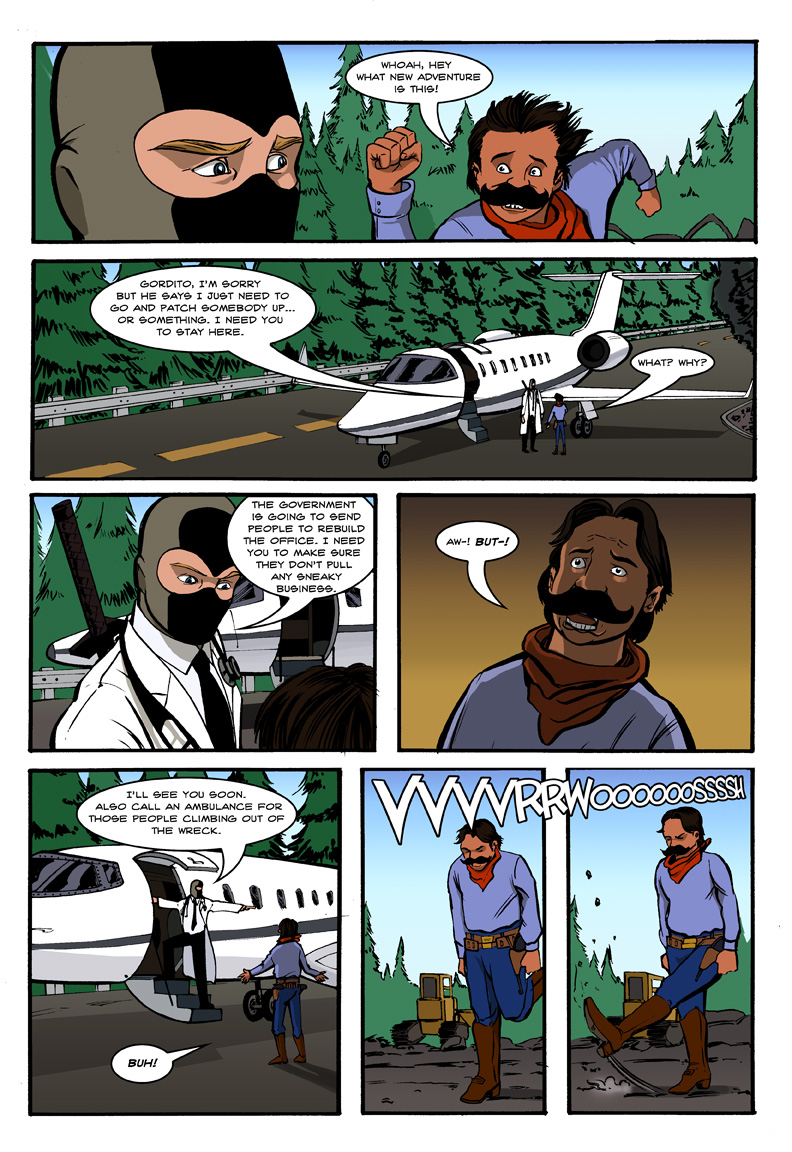 WHOAH, HEY
WHAT NEW ADVENTURE
IS THIS!
GORDITO, I'M SORRY
BUT HE SAYS I JUST NEED TO
GO AND PATCH SOMEBODY UP...
OR SOMETHING. I NEED YOU
TO STAY HERE.
WHAT? WHY?
THE GOVERNMENT
IS GOING TO SEND
PEOPLE TO REBUILD
THE OFFICE. I NEED
YOU TO MAKE SURE
THEY DON'T PULL
ANY SNEAKY
BUSINESS.
AW-! BUT-!
I'LL SEE YOU SOON.
ALSO CALL AN AMBULANCE FOR
THOSE PEOPLE CLIMBING OUT OF
THE WRECK.
BUH!
VVVVRRWOOOOOOSSSSH